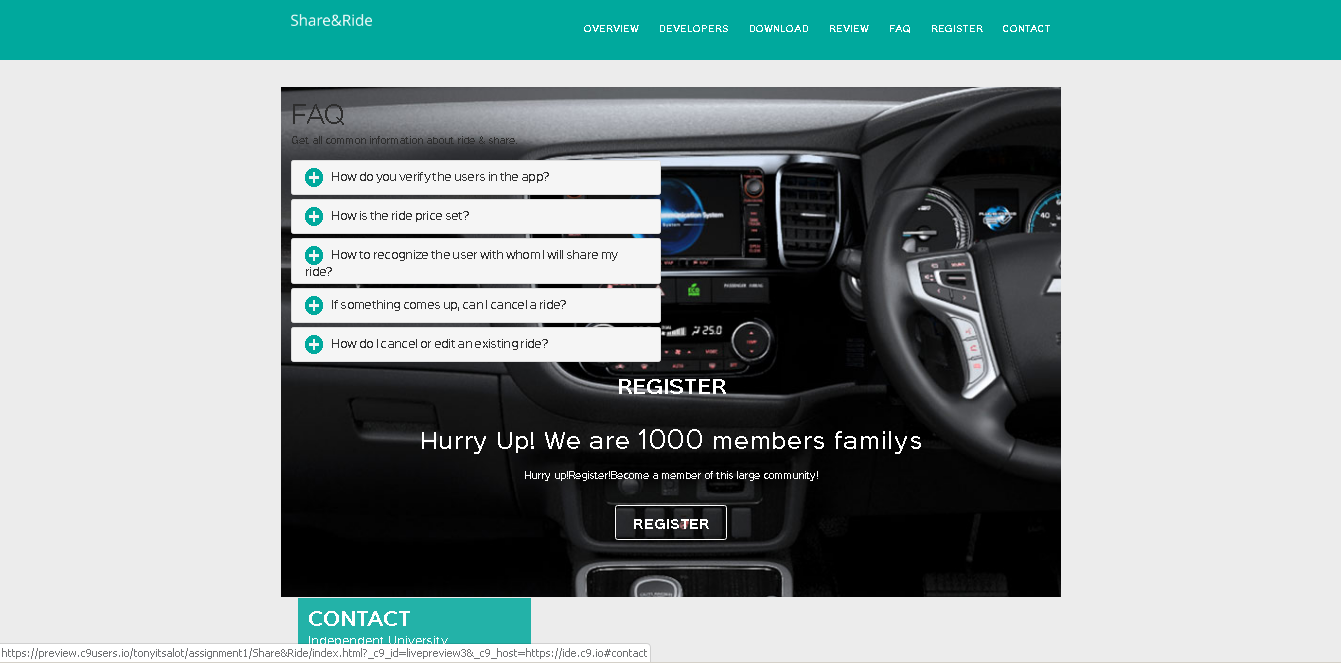 Share&Ride
OVERVIEW DEVELOPERS DOWNLOAD REVIEW FAQ REGISTER CONTACT
FAQ
Get all common information about ride & share.
How do you verify the users in the app?
How is the ride price set?
How to recognize the user with whom I will share my
ride?
If something comes up, can I cancel a ride?
How do I cancel or edit an existing ride?
25.0
40
REGISTER
Hurry Up! We are 1000 members familys
Hurry up!Register!Become a member of this large community!
REGISTER
CONTACT
Independent University
https://preview.c9users.io/tonyitsalot/assignment1/Share&Ride/index.html?_c9_id=livepreview3&_c9_host=https://ide.c9.io#contact